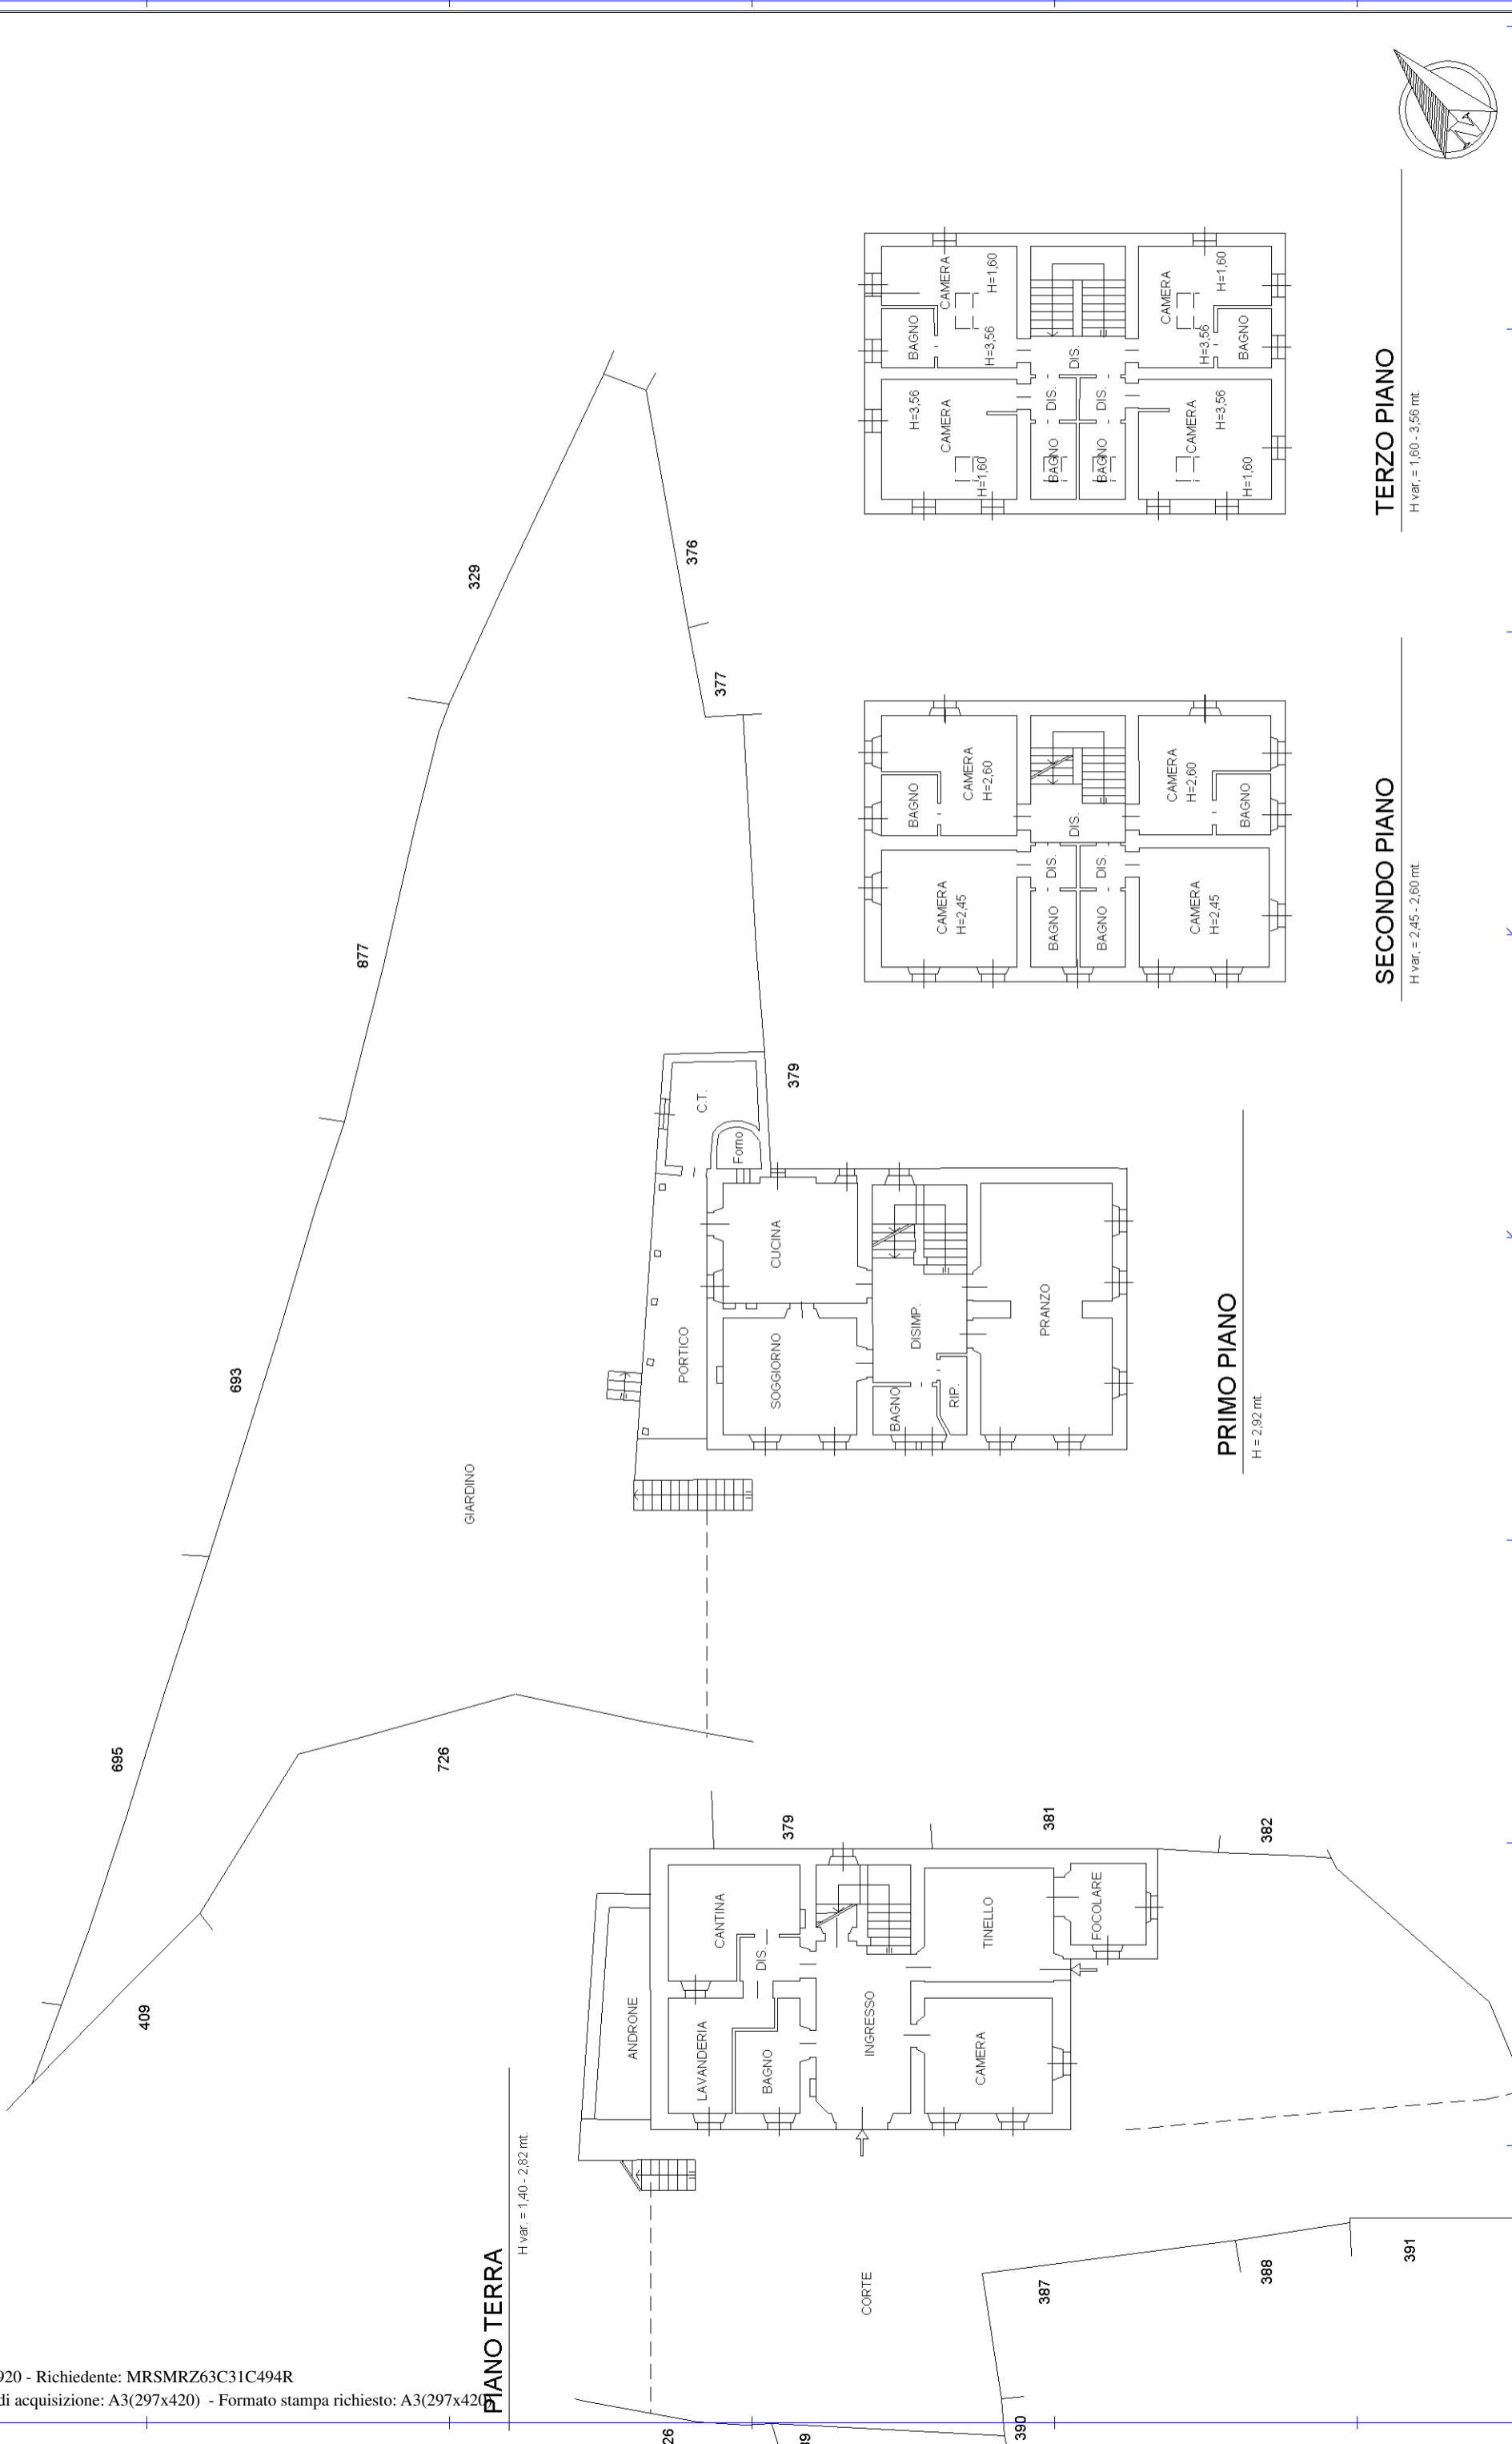 N
TERZO PIANO
H var. = 1,60 - 3,56 mt.
CAMERA
H=1,60
BAGNO
H=3,56
DIS.
CAMERA
H=1,60
H=3,56
BAGNO
H=3,56
CAMERA
H=1,60
DIS.
DIS.
BAGNO
BAGNO
CAMERA
H=3,56
H=1,60
SECONDO PIANO
H var. = 2,45 - 2,60 mt.
BAGNO
CAMERA
H=2,60
DIS.
CAMERA
H=2,60
BAGNO
CAMERA
H=2,45
DIS.
DIS.
BAGNO
BAGNO
CAMERA
H=2,45
PRIMO PIANO
H = 2,92 mt.
C.T.
Forno
CUCINA
PORTICO
SOGGIORNO
DISIMP.
PRANZO
BAGNO
RIP.
GIARDINO
329
376
377
877
379
693
695
726
409
PIANO TERRA
H var. = 1,40 - 2,82 mt.
379
381
382
CANTINA
DIS.
TINELLO
FOCOLARE
ANDRONE
LAVANDERIA
BAGNO
INGRESSO
CAMERA
CORTE
387
388
391
390
920 - Richiedente: MRSMRZ63C31C494R
di acquisizione: A3(297x420) - Formato stampa richiesto: A3(297x420)
26
39